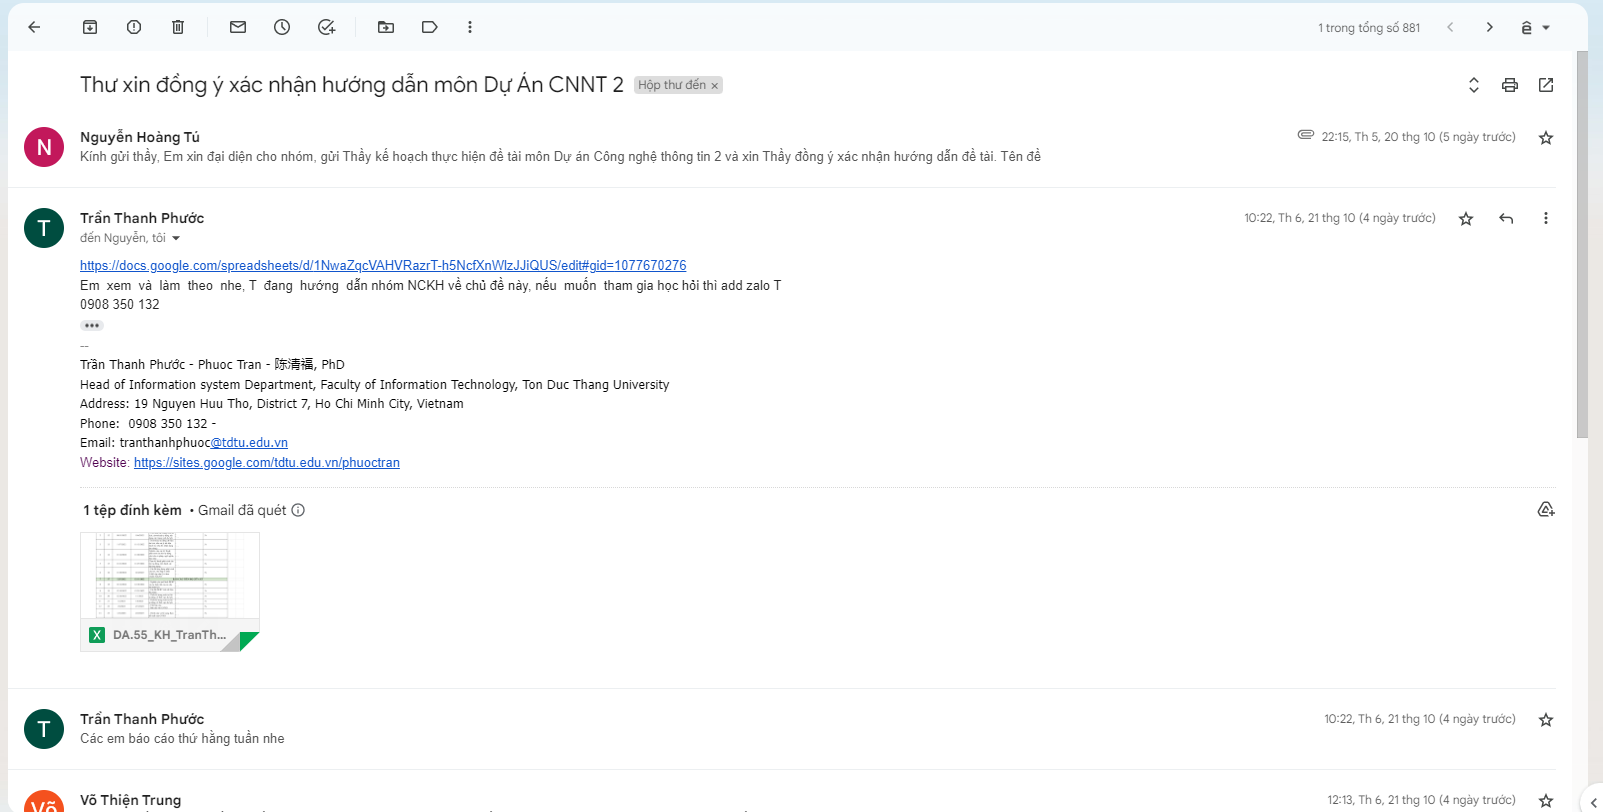 1 trong tổng số 881
Thư xin đồng ý xác nhận hướng dẫn môn Dự Án CNNT 2
Hộp thư đến ×
N
Nguyễn Hoàng Tú
22:15, Th 5, 20 thg 10 (5 ngày trước)
Kính gửi thầy, Em xin đại diện cho nhóm, gửi Thầy kế hoạch thực hiện đề tài môn Dự án Công nghệ thông tin 2 và xin Thầy đồng ý xác nhận hướng dẫn đề tài. Tên đề
T
Trần Thanh Phước
10:22, Th 6, 21 thg 10 (4 ngày trước)
đến Nguyễn, tôi
https://docs.google.com/spreadsheets/d/1NwaZqcVAHVRazrT-h5NcfXnWIzJJiQUS/edit#gid=1077670276
Em xem và làm theo nhe, T đang hướng dẫn nhóm NCKH về chủ đề này, nếu muốn tham gia học hỏi thì add zalo T
0908 350 132
--
Trần Thanh Phước - Phuoc Tran - 陈清福, PhD
Head of Information system Department, Faculty of Information Technology, Ton Duc Thang University
Address: 19 Nguyen Huu Tho, District 7, Ho Chi Minh City, Vietnam
Phone: 0908 350 132 -
Email: tranthanhphuoc@tdtu.edu.vn
Website: https://sites.google.com/tdtu.edu.vn/phuoctran
1 tệp đính kèm • Gmail đã quét
X DA.55_KH_TranTh...
T
Trần Thanh Phước
10:22, Th 6, 21 thg 10 (4 ngày trước)
Các em báo cáo thứ hằng tuần nhe
Võ
Võ Thiện Trung
12:13, Th 6, 21 thg 10 (4 ngày trước)